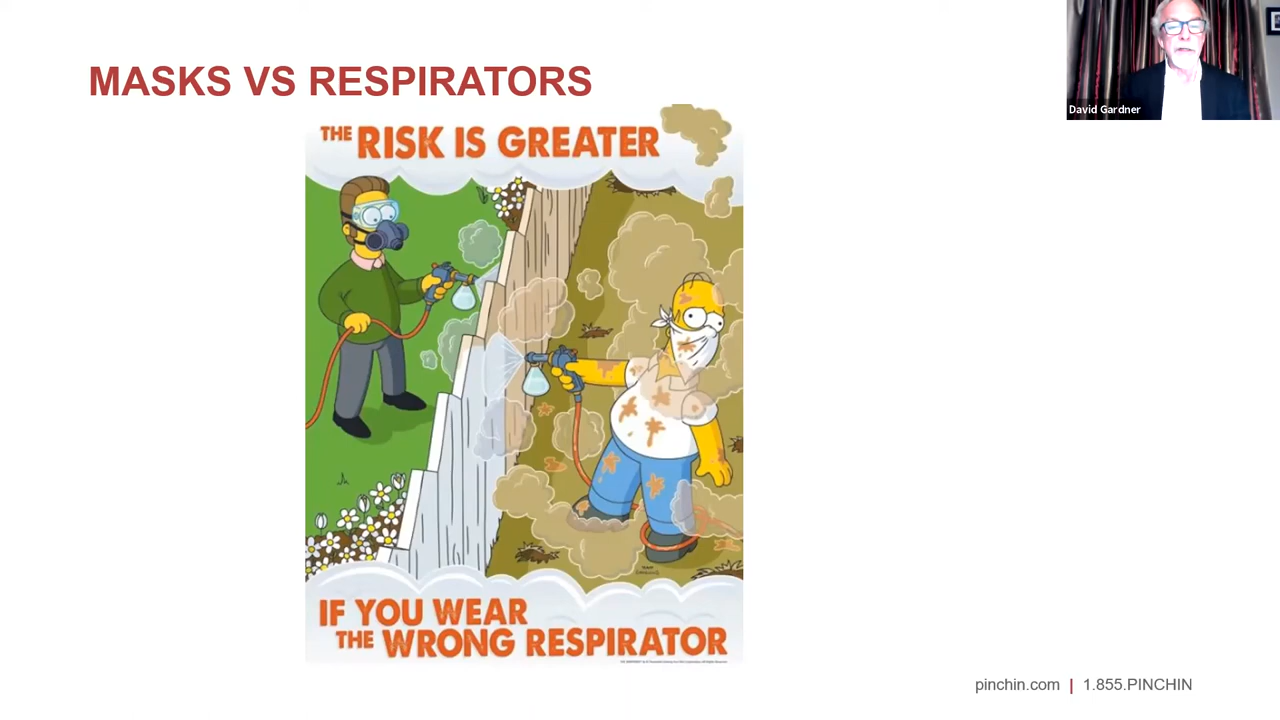 MASKS VS RESPIRATORS
David Gardner
THE RISK IS GREATER
IF YOU WEAR
THE WRONG RESPIRATOR
pinchin.com | 1.855.PINCHIN